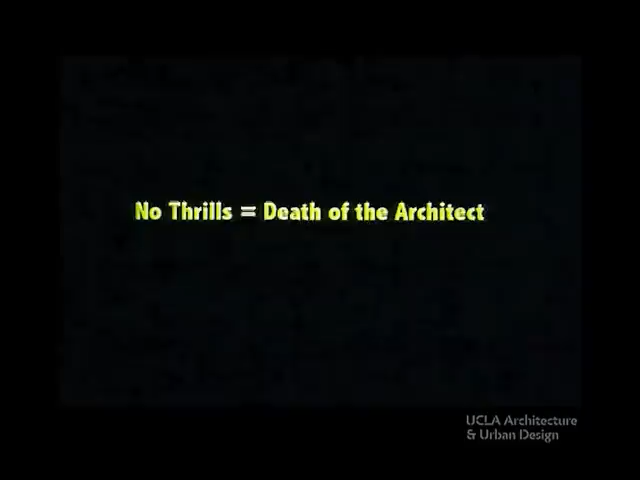 No Thrills = Death of the Architect
UCLA Architecture
& Urban Design